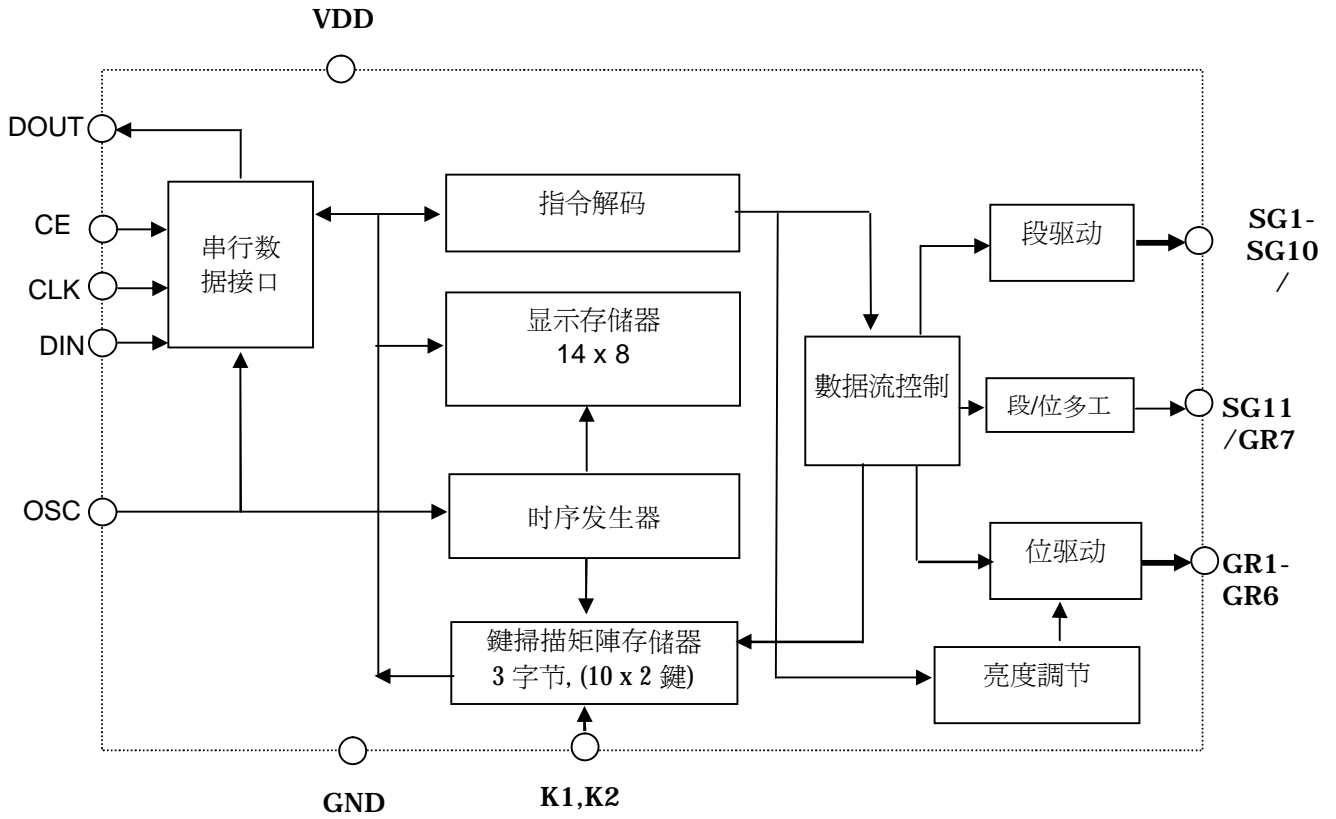 VDD
DOUT
CE
CLK
DIN
OSC
串行数
据接口
指令解码
显示存储器
14 x 8
时序发生器
鍵掃描矩陣存储器
3 字节, (10 x 2 鍵)
數据流控制
段驱动
段/位多工
位驱动
亮度調节
SG1-
SG10
/
SG11
/GR7
GR1-
GR6
GND
K1,K2